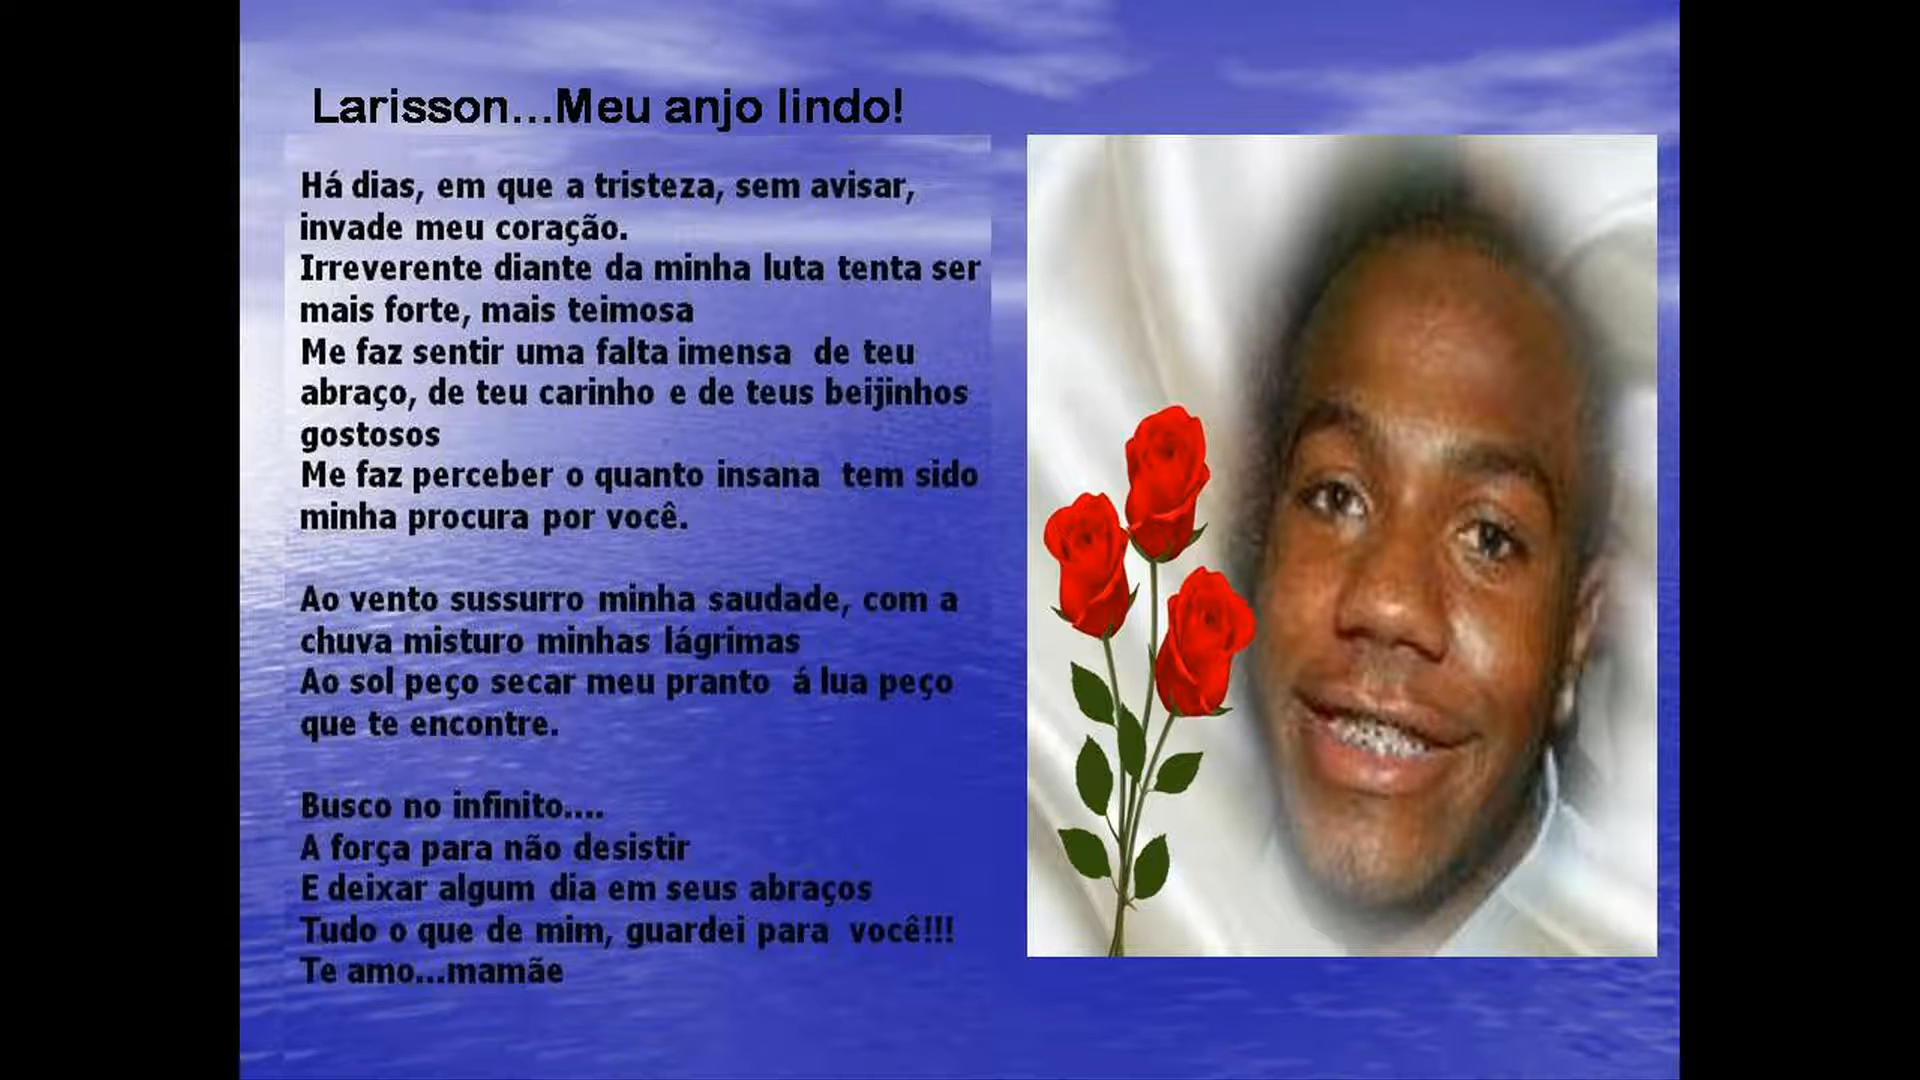 Larisson...Meu anjo lindo!
Há dias, em que a tristeza, sem avisar,
invade meu coração.
Irreverente diante da minha luta tenta ser
mais forte, mais teimosa
Me faz sentir uma falta imensa  de teu
abraço, de teu carinho e de teus beijinhos
gostosos
Me faz perceber o quanto insana  tem sido
minha procura por você.
Ao vento sussurro minha saudade, com a
chuva misturo minhas lágrimas
Ao sol peço secar meu pranto  á lua peço
que te encontre.
Busco no infinito....
A força para não desistir
E deixar algum dia em seus abraços
Tudo o que de mim, guardei para  você!!!
Te amo...mamãe